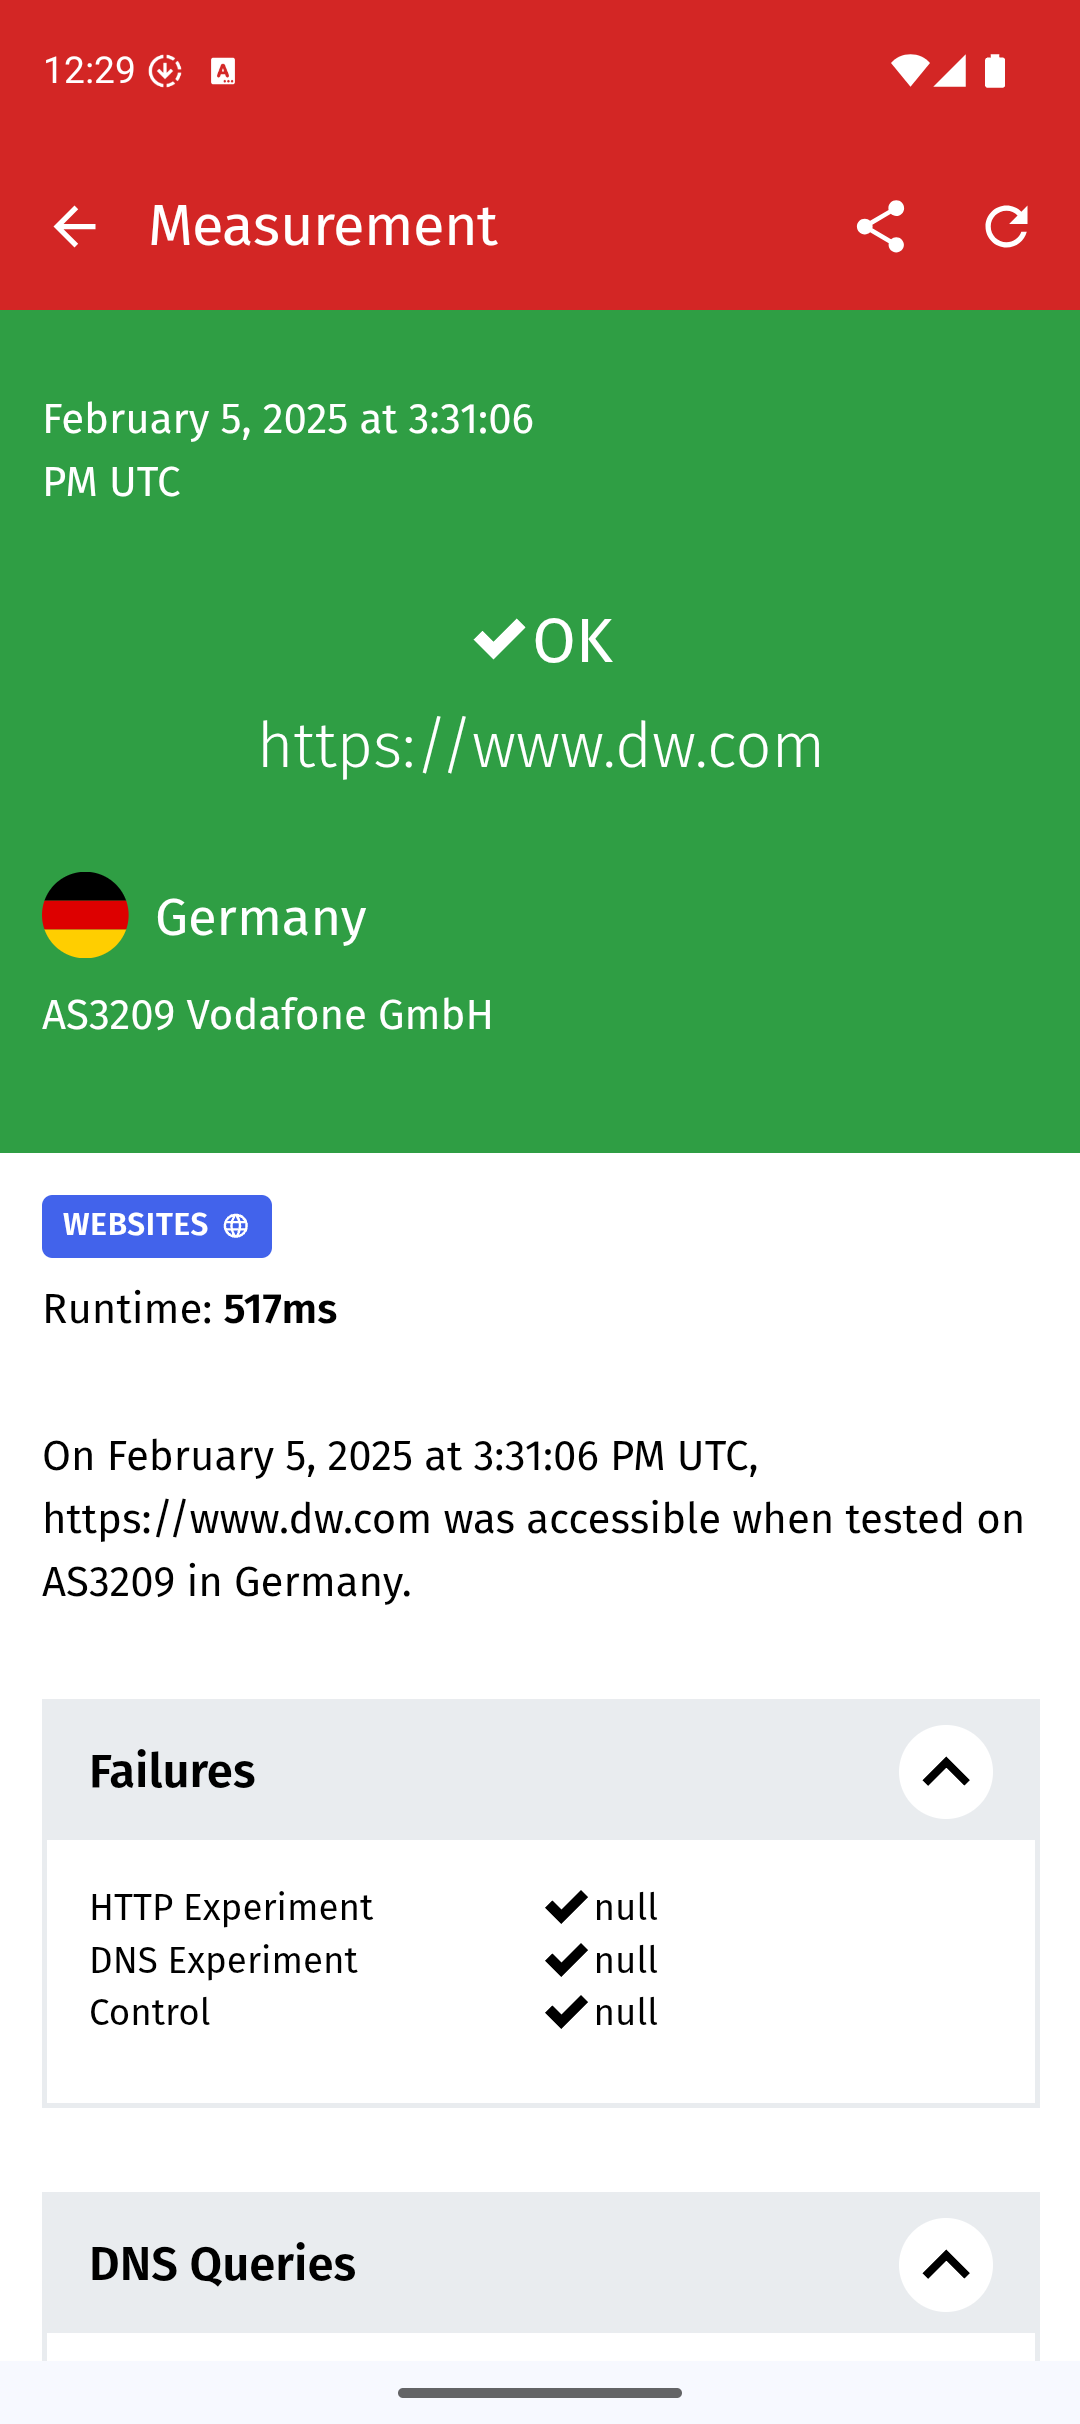 12:29
Measurement
February 5, 2025 at 3:31:06
PM UTC
OK
https://www.dw.com
Germany
AS3209 Vodafone GmbH
WEBSITES
Runtime: 517ms
On February 5, 2025 at 3:31:06 PM UTC,
https://www.dw.com was accessible when tested on
AS3209 in Germany.
Failures
HTTP Experiment null
DNS Experiment null
Control null
DNS Queries